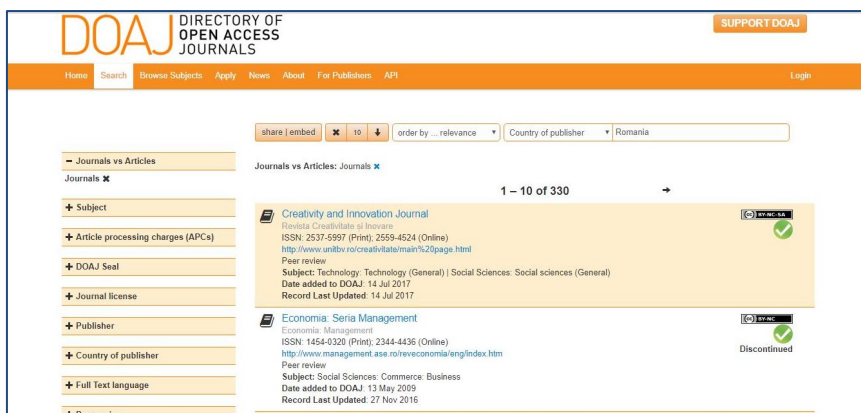 DOAJ DIRECTORY OF
OPEN ACCESS
JOURNALS
SUPPORT DOAJ
Home Search Browse Subjects Apply News About For Publishers API Login
share | embed 10 order by ... relevance Country of publisher Romania
Journals vs Articles
Journals
Journals vs Articles: Journals
1 – 10 of 330
Subject
Article processing charges (APCs)
DOAJ Seal
Journal license
Publisher
Country of publisher
Full Text language
Creativity and Innovation Journal
Revista Creativitate și Inovare
ISSN: 2537-5997 (Print); 2559-4524 (Online)
http://www.unitbv.ro/creativitate/main%20page.html
Peer review
Subject: Technology: Technology (General) | Social Sciences: Social sciences (General)
Date added to DOAJ: 14 Jul 2017
Record Last Updated: 14 Jul 2017
(cc) BY-NC-SA
Economia: Seria Management
Economia: Management
ISSN: 1454-0320 (Print); 2344-4436 (Online)
http://www.management.ase.ro/reveconomia/eng/index.htm
Peer review
Subject: Social Sciences: Commerce: Business
Date added to DOAJ: 13 May 2009
Record Last Updated: 27 Nov 2016
(cc) BY-NC
Discontinued